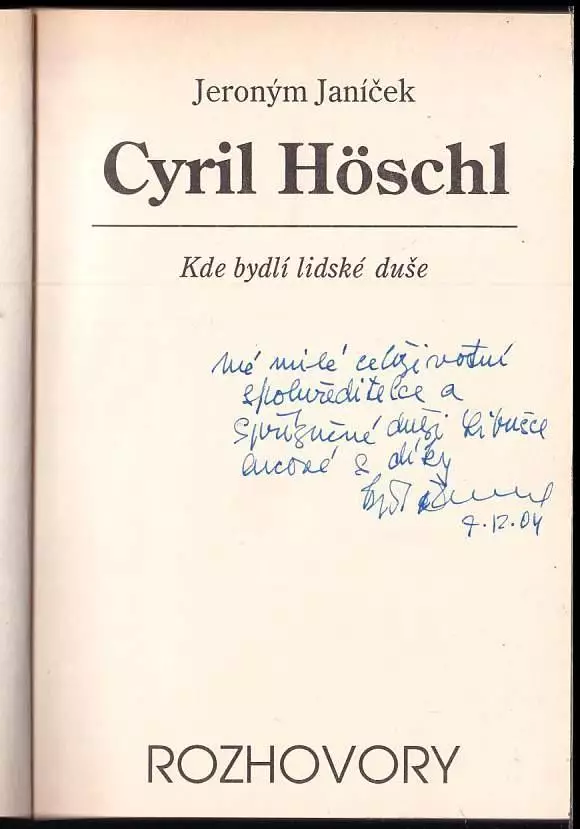 Jeroným Janíček
Cyril Höschl
Kde bydlí lidské duše
mé milé celoživotní
spoluředitelce a
spřízněné duši Libušce
s díky
9.12.04
ROZHOVORY